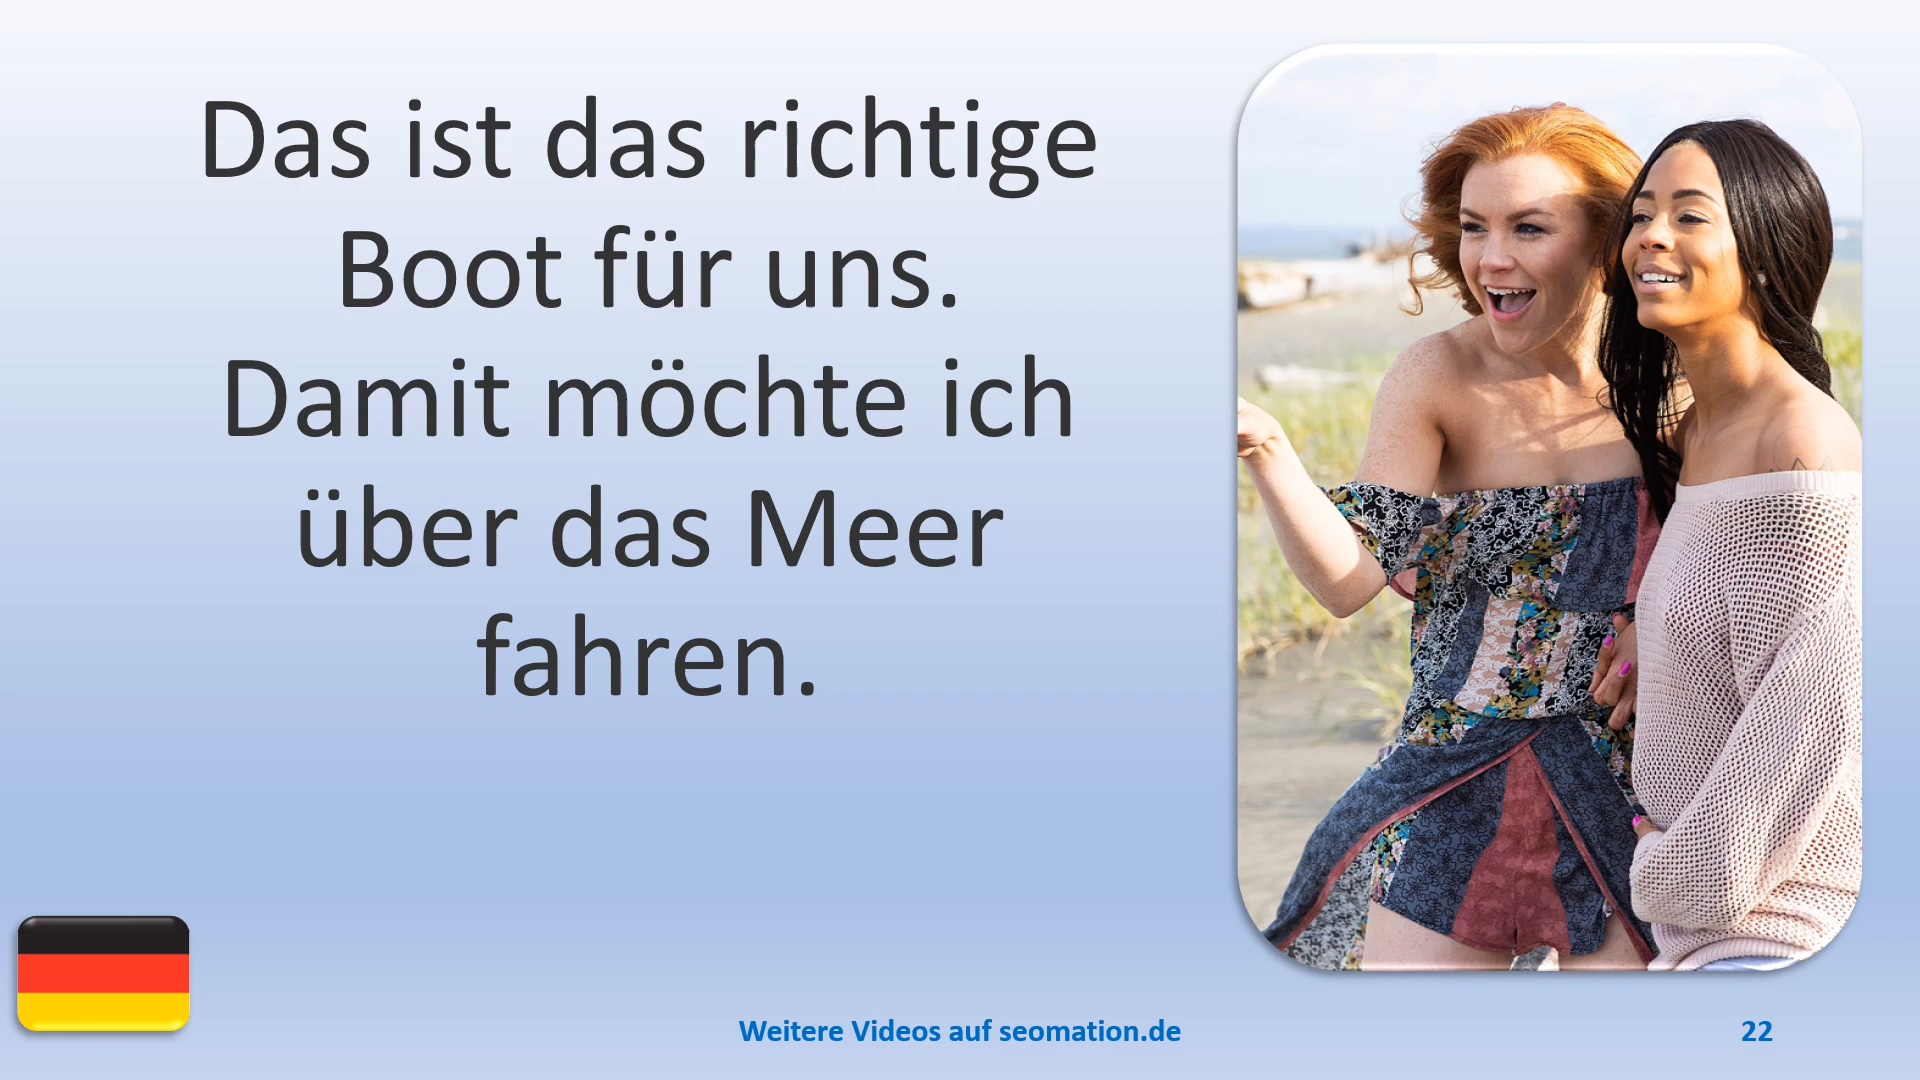 Das ist das richtige
Boot für uns.
Damit möchte ich
über das Meer
fahren.
Weitere Videos auf seomation.de
22